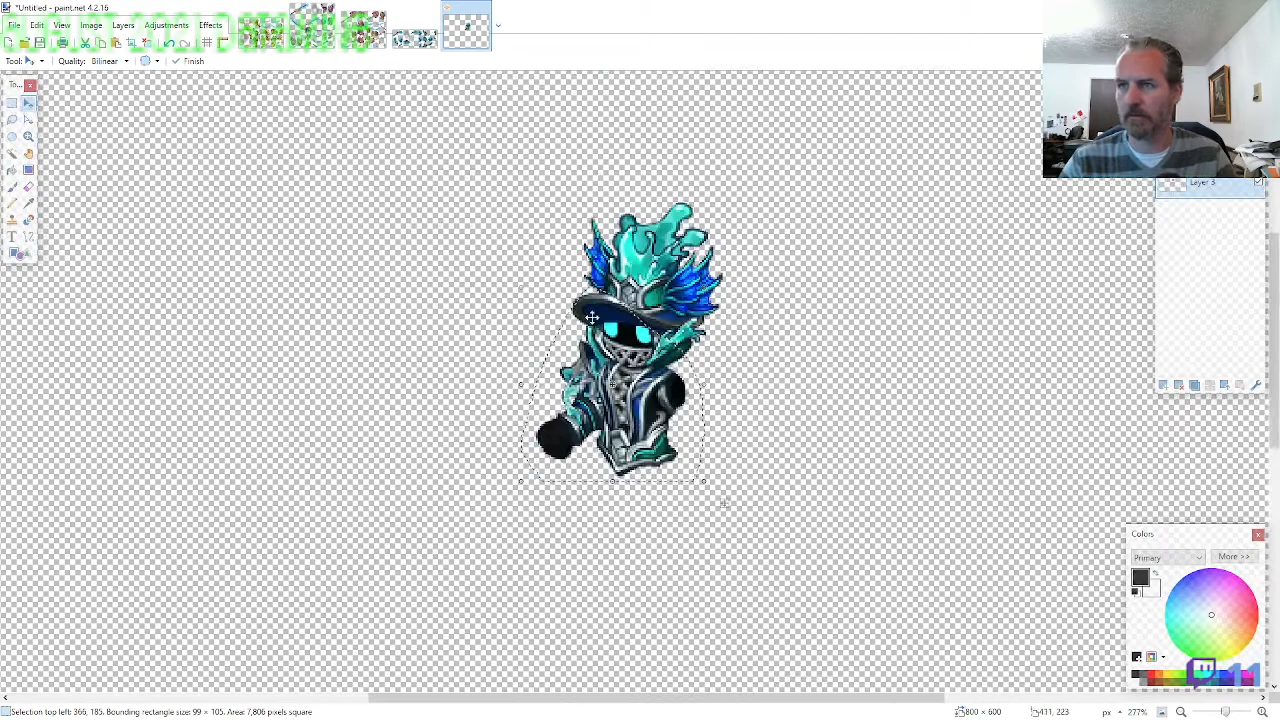 *Untitled - paint.net 4.2.16
File Edit View Image Layers Adjustments Effects
Tool: Quality: Bilinear Finish
To...
Layer 3
Colors
Primary More >>
11
Selection top left: 366, 185. Bounding rectangle size: 99 × 105. Area: 7,806 pixels square
800 × 600
411, 223
px 277%